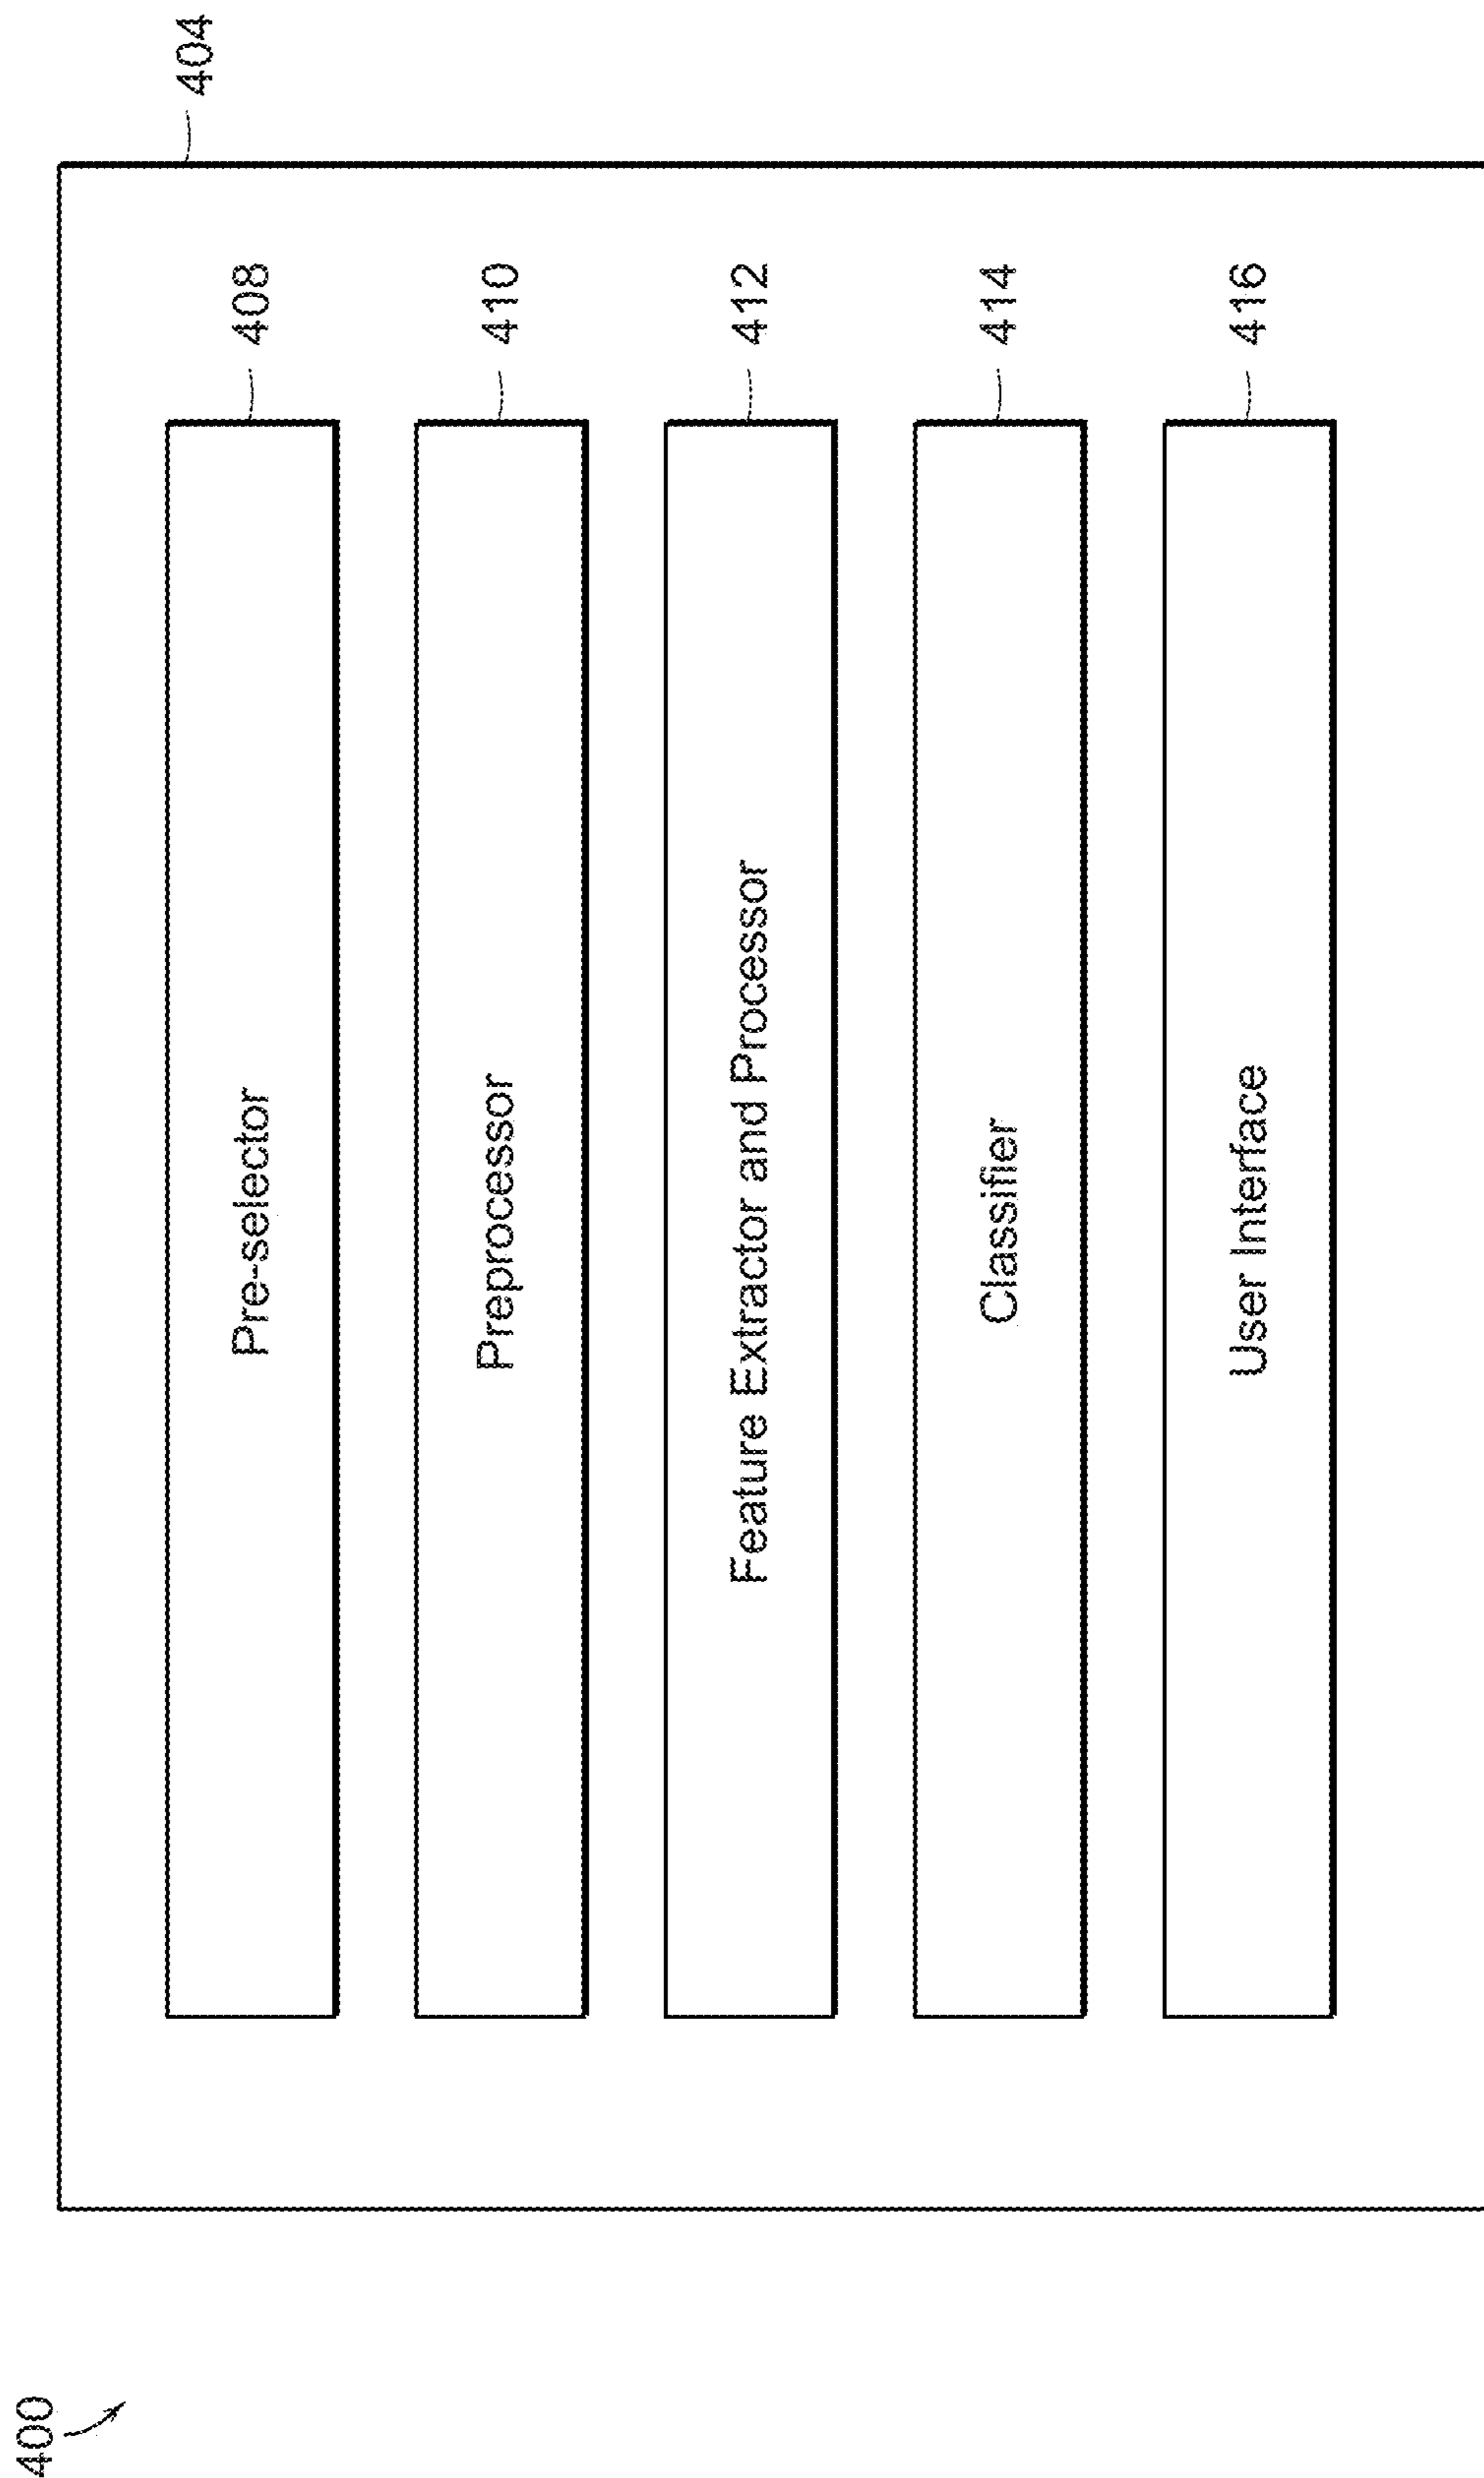 400
404
Pre-selector
408
Preprocessor
410
Feature Extractor and Processor
412
Classifier
414
User Interface
416